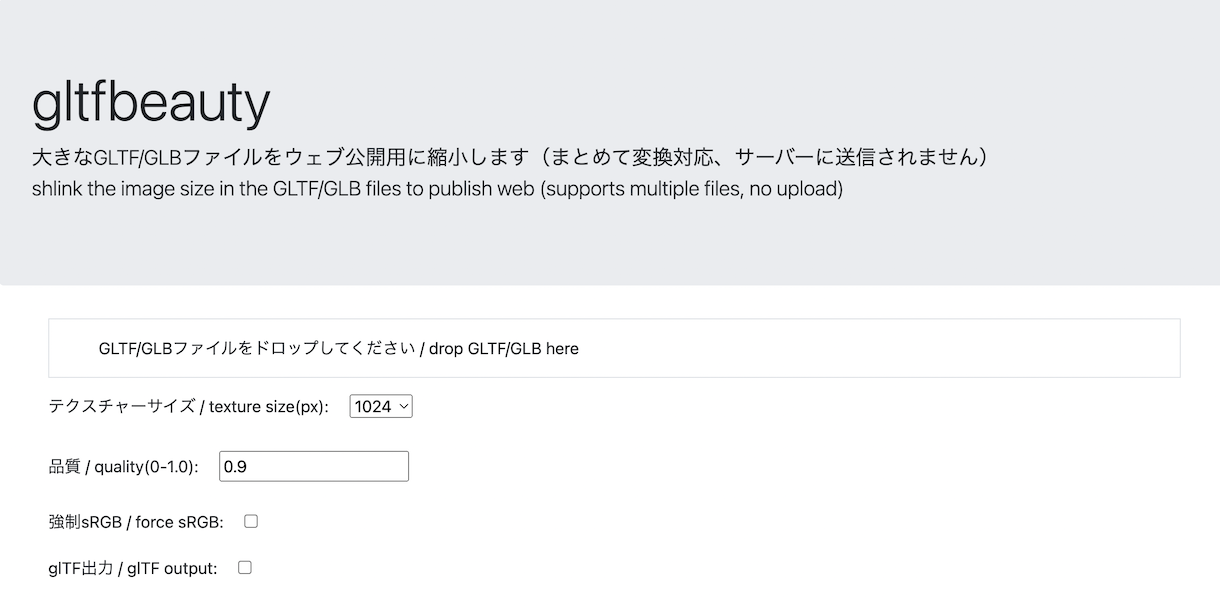 gltfbeauty
大きなGLTF/GLBファイルをウェブ公開用に縮小します（まとめて変換対応、サーバーに送信されません）
shlink the image size in the GLTF/GLB files to publish web (supports multiple files, no upload)
GLTF/GLBファイルをドロップしてください / drop GLTF/GLB here
テクスチャーサイズ / texture size(px): 1024
品質 / quality(0-1.0): 0.9
強制sRGB / force sRGB:
glTF出力 / glTF output: